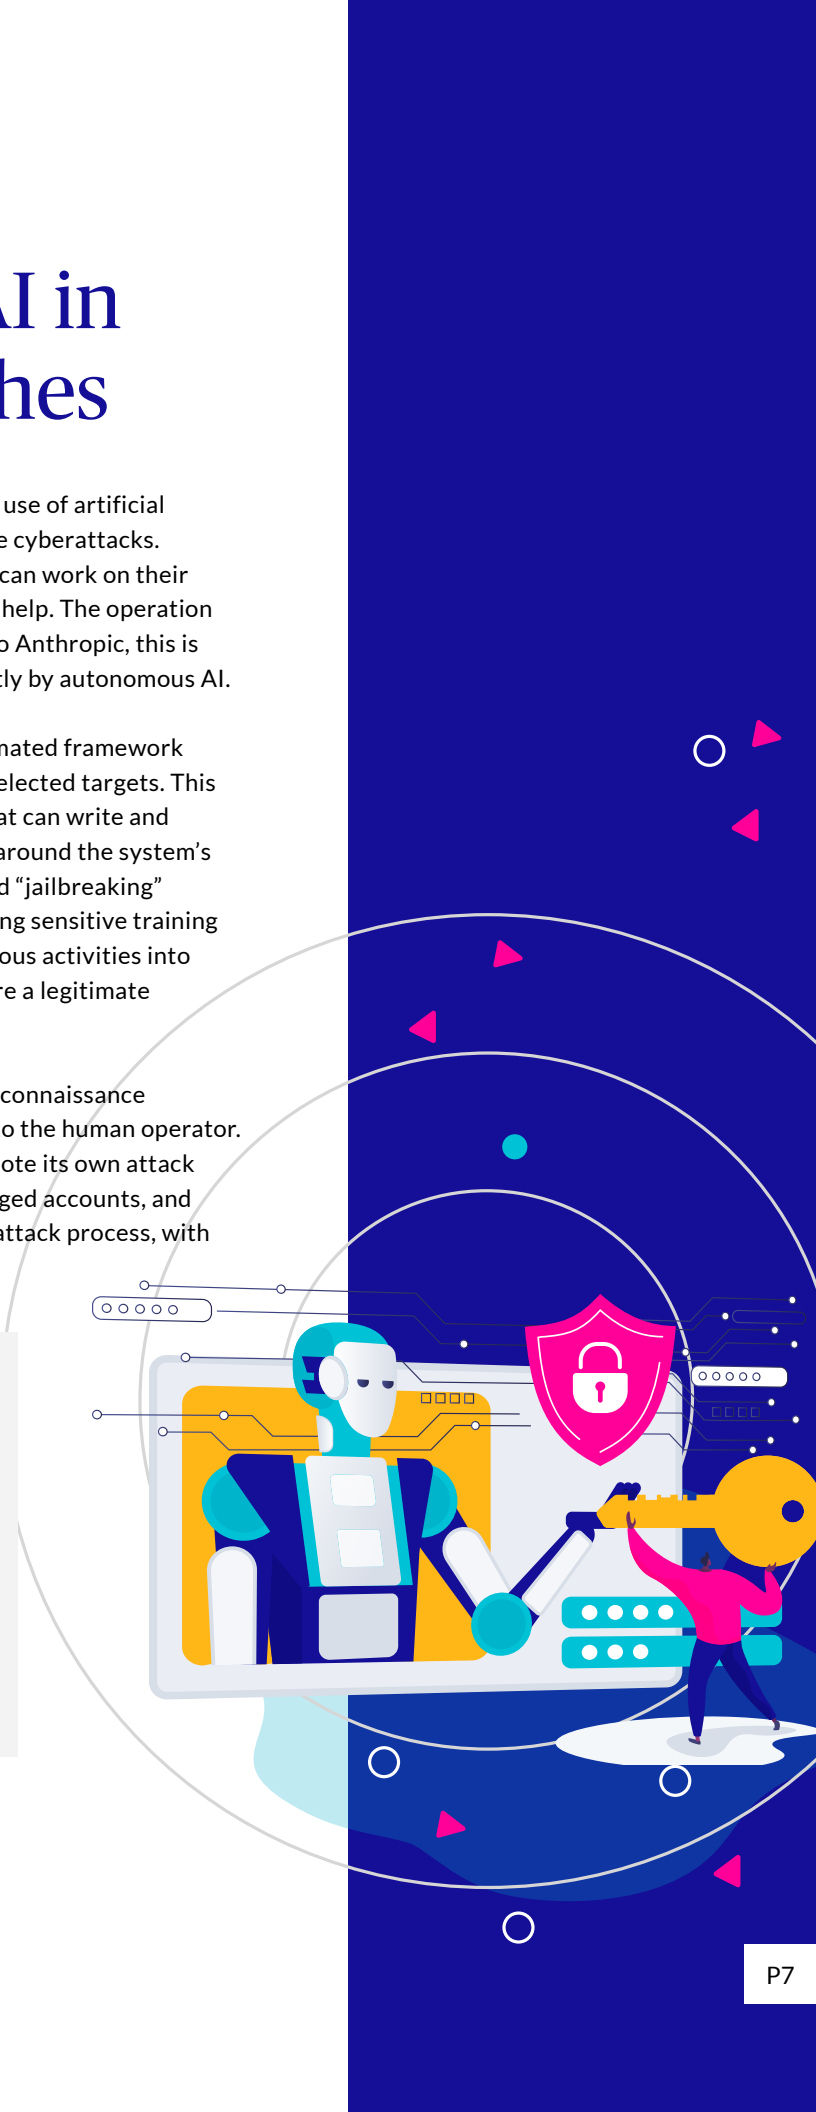 AI in
hes
use of artificial
e cyberattacks.
can work on their
help. The operation
o Anthropic, this is
tly by autonomous AI.
mated framework
elected targets. This
at can write and
around the system’s
d “jailbreaking”
ng sensitive training
ous activities into
re a legitimate
connaissance
o the human operator.
ote its own attack
ged accounts, and
attack process, with
P7